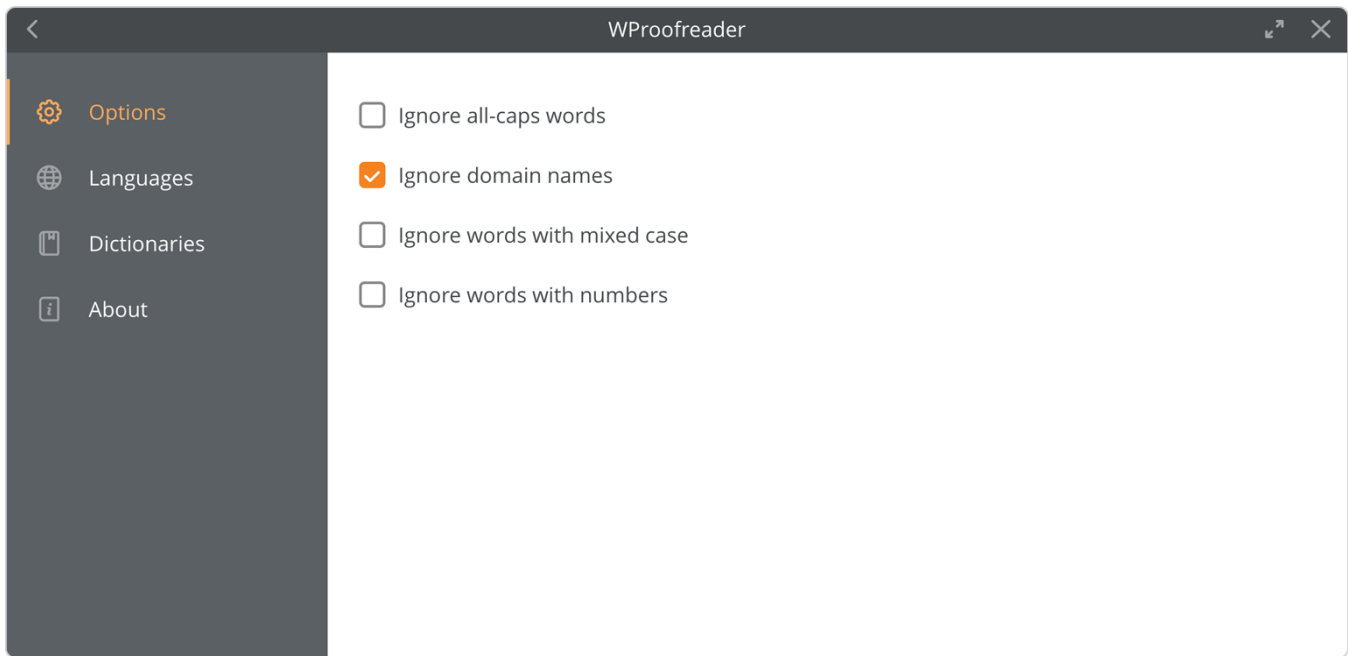 WProofreader
Options
Languages
Dictionaries
About
Ignore all-caps words
Ignore domain names
Ignore words with mixed case
Ignore words with numbers